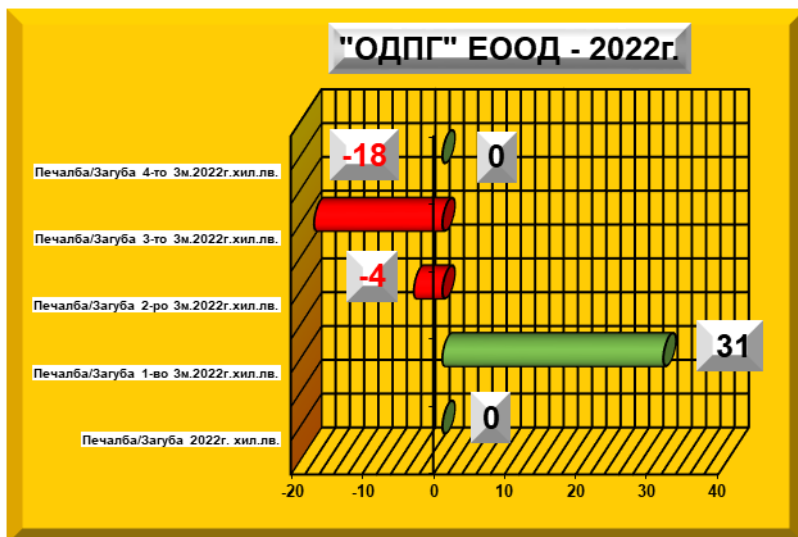 "ОДПГ" ЕООД - 2022г.
-18
0
Печалба/Загуба 4-то 3м.2022г.хил.лв.
Печалба/Загуба 3-то 3м.2022г.хил.лв.
-4
Печалба/Загуба 2-ро 3м.2022г.хил.лв.
31
Печалба/Загуба 1-во 3м.2022г.хил.лв.
0
Печалба/Загуба 2022г. хил.лв.
-20 -10 0 10 20 30 40